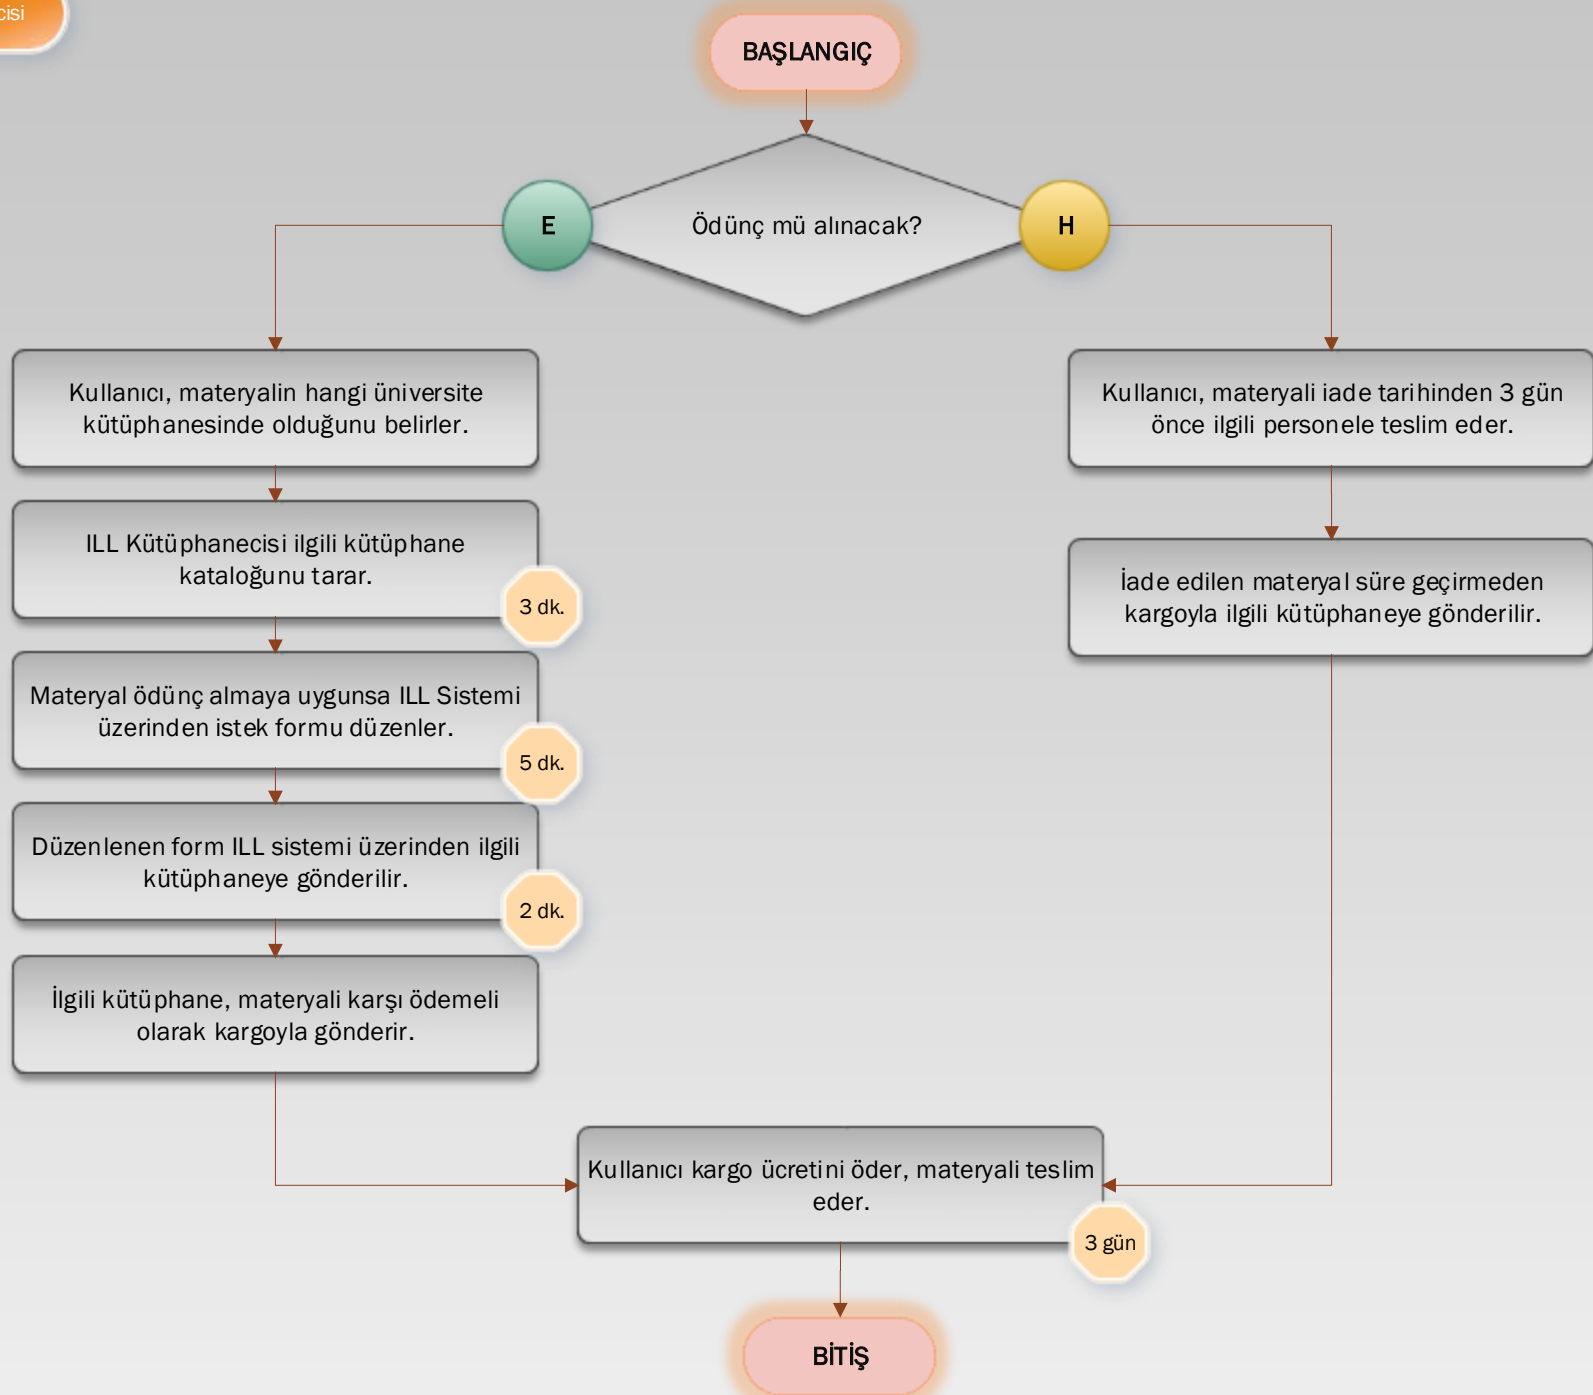 cisi
BAŞLANGIÇ
Ödünç mü alınacak?
E
H
Kullanıcı, materyalin hangi üniversite
kütüphanesinde olduğunu belirler.
ILL Kütüphanecisi ilgili kütüphane
kataloğunu tarar.
3 dk.
Materyal ödünç almaya uygunsa ILL Sistemi
üzerinden istek formu düzenler.
5 dk.
Düzenlenen form ILL sistemi üzerinden ilgili
kütüphaneye gönderilir.
2 dk.
İlgili kütüphane, materyali karşı ödemeli
olarak kargoyla gönderir.
Kullanıcı, materyali iade tarihinden 3 gün
önce ilgili personele teslim eder.
İade edilen materyal süre geçirmeden
kargoyla ilgili kütüphaneye gönderilir.
Kullanıcı kargo ücretini öder, materyali teslim
eder.
3 gün
BİTİŞ